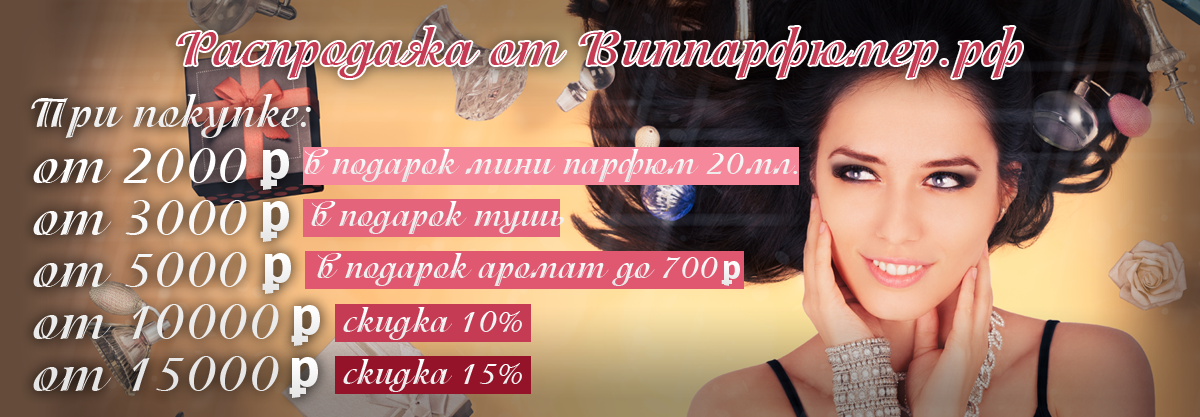 Распродажа от Виппарфюмер.рф
При покупке:
от 2000 ₽ в подарок мини парфюм 20мл.
от 3000 ₽ в подарок тушь
от 5000 ₽ в подарок аромат до 700₽
от 10000 ₽ скидка 10%
от 15000 ₽ скидка 15%